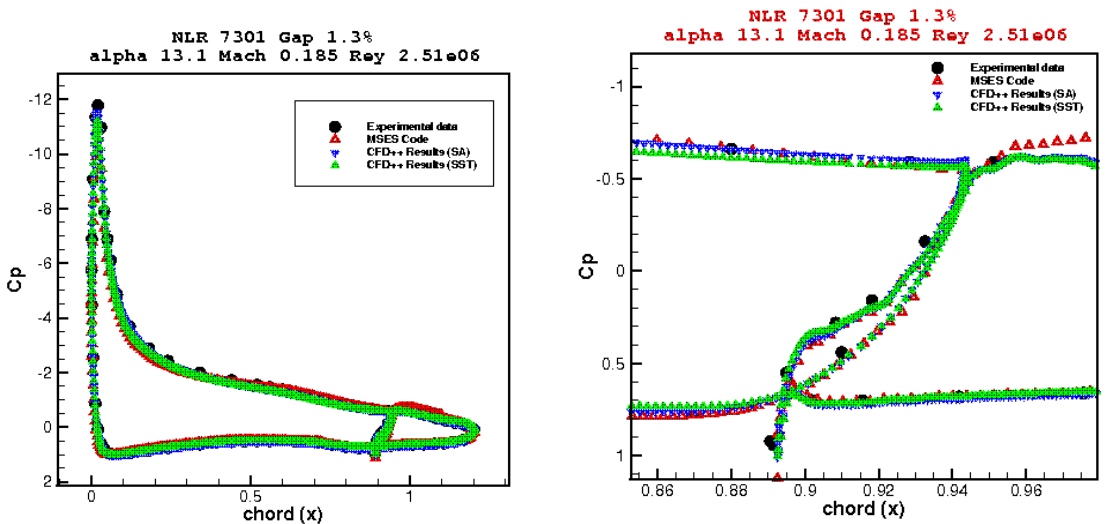 NLR 7301 Gap 1.3%
alpha 13.1 Mach 0.185 Rey 2.51e06
Experimental data
MSES Code
CFD++ Results (SA)
CFD++ Results (SST)
-12
-10
-8
-6
-4
-2
0
2
Cp
0
0.5
1
chord (x)
NLR 7301 Gap 1.3%
alpha 13.1 Mach 0.185 Rey 2.51e06
Experimental data
MSES Code
CFD++ Results (SA)
CFD++ Results (SST)
-1
-0.5
0
0.5
1
Cp
0.86
0.88
0.9
0.92
0.94
0.96
chord (x)